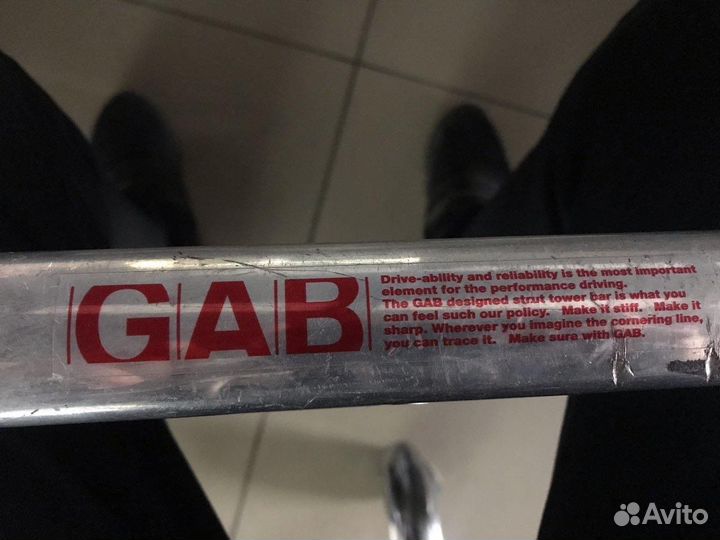 |G|A|B|
Drive-ability and reliability is the most important
element for the performance driving.
The GAB designed strut tower bar is what you
can feel such our policy. Make it stiff. Make it
sharp. Wherever you imagine the cornering line,
you can trace it. Make sure with GAB.
Avito